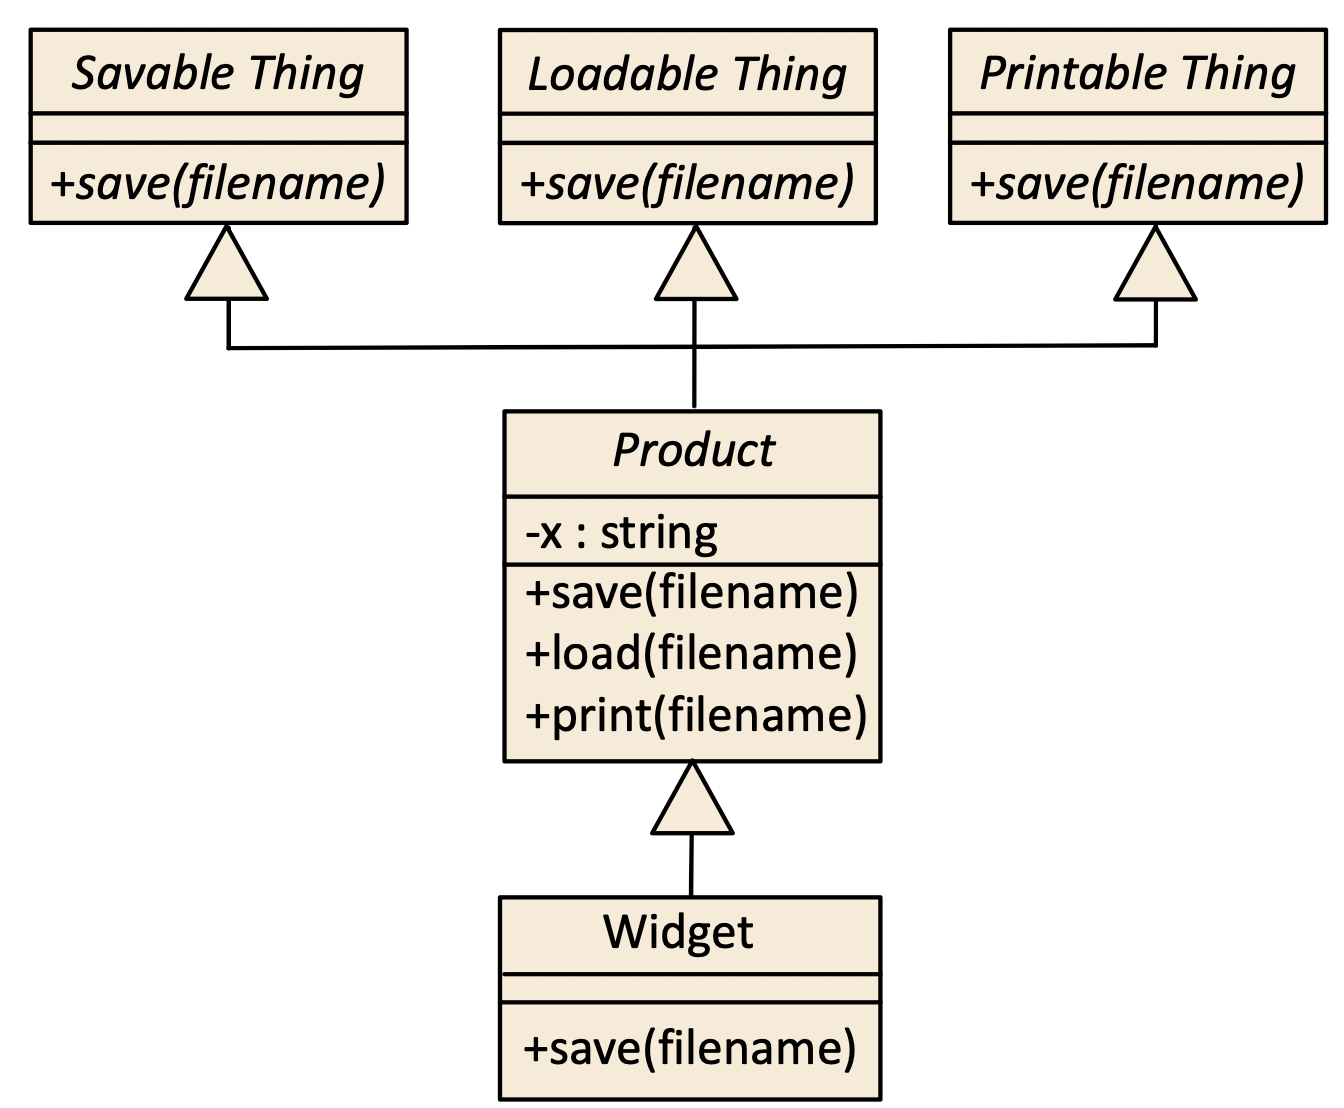 Savable Thing
+save(filename)
Loadable Thing
+save(filename)
Printable Thing
+save(filename)
Product
-x : string
+save(filename)
+load(filename)
+print(filename)
Widget
+save(filename)